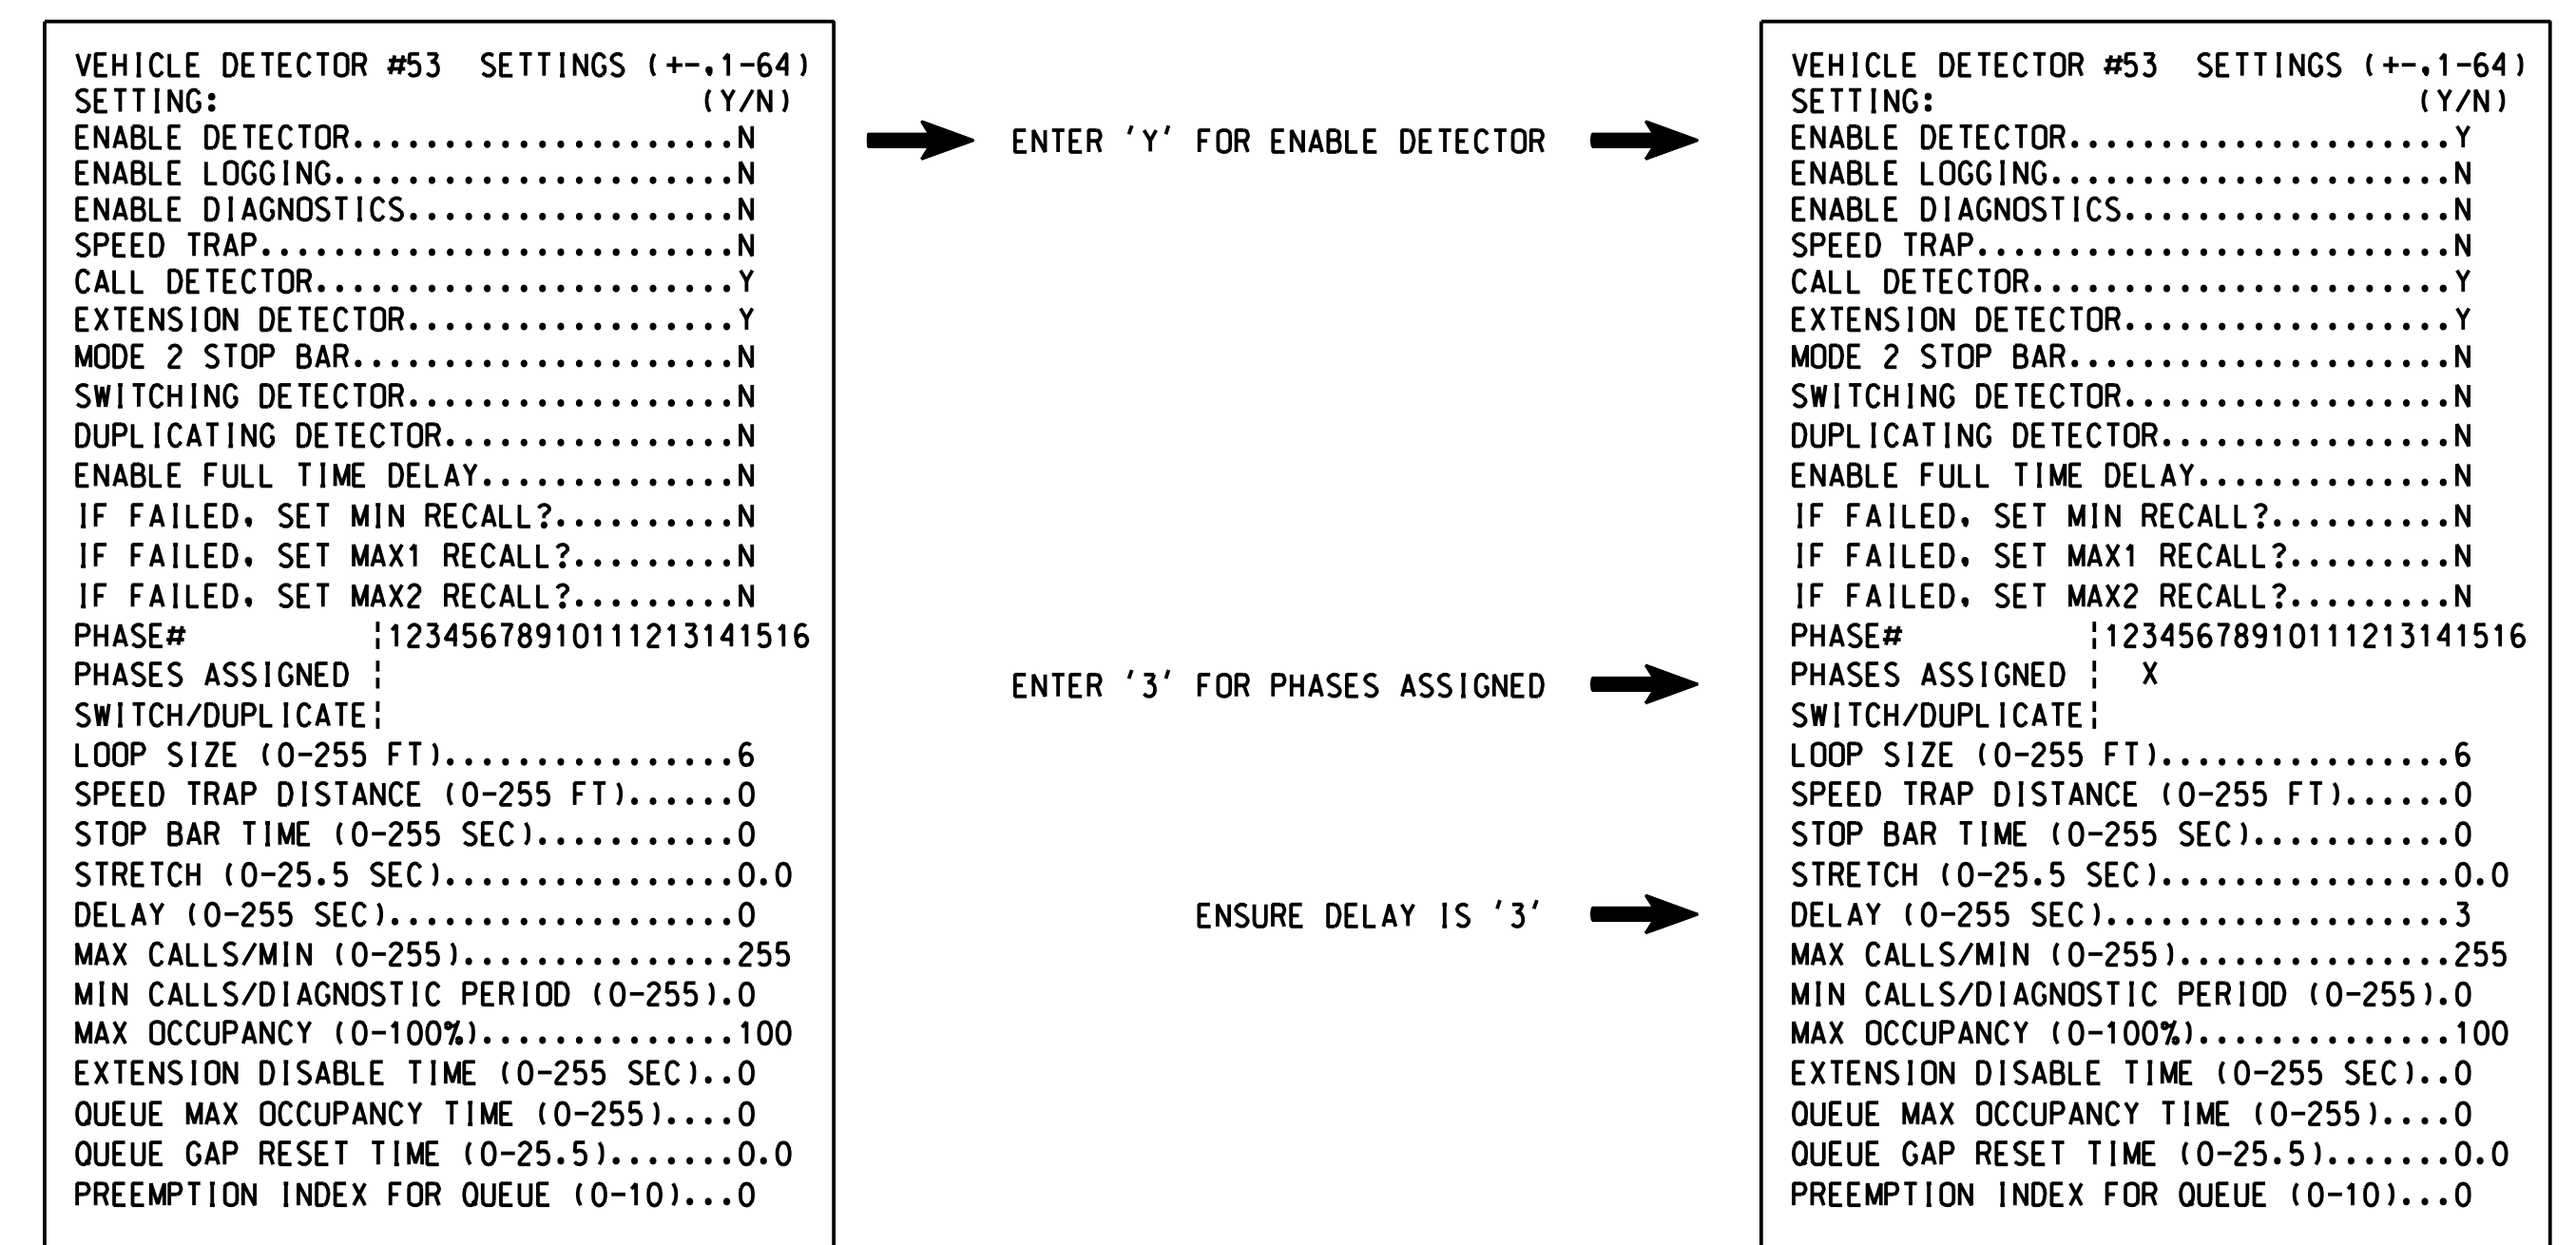 VEHICLE DETECTOR #53  SETTINGS (+-,1-64)
SETTING:                          (Y/N)
ENABLE DETECTOR.....................N
ENABLE LOGGING......................N
ENABLE DIAGNOSTICS..................N
SPEED TRAP..........................N
CALL DETECTOR.......................Y
EXTENSION DETECTOR..................Y
MODE 2 STOP BAR.....................N
SWITCHING DETECTOR..................N
DUPLICATING DETECTOR................N
ENABLE FULL TIME DELAY..............N
IF FAILED, SET MIN RECALL?..........N
IF FAILED, SET MAX1 RECALL?.........N
IF FAILED, SET MAX2 RECALL?.........N
PHASE#          |12345678910111213141516
PHASES ASSIGNED |
SWITCH/DUPLICATE|
LOOP SIZE (0-255 FT)................6
SPEED TRAP DISTANCE (0-255 FT)......0
STOP BAR TIME (0-255 SEC)...........0
STRETCH (0-25.5 SEC)................0.0
DELAY (0-255 SEC)...................0
MAX CALLS/MIN (0-255)...............255
MIN CALLS/DIAGNOSTIC PERIOD (0-255).0
MAX OCCUPANCY (0-100%)..............100
EXTENSION DISABLE TIME (0-255 SEC)..0
QUEUE MAX OCCUPANCY TIME (0-255)....0
QUEUE GAP RESET TIME (0-25.5).......0.0
PREEMPTION INDEX FOR QUEUE (0-10)...0
ENTER 'Y' FOR ENABLE DETECTOR
ENTER '3' FOR PHASES ASSIGNED
ENSURE DELAY IS '3'
VEHICLE DETECTOR #53  SETTINGS (+-,1-64)
SETTING:                          (Y/N)
ENABLE DETECTOR.....................Y
ENABLE LOGGING......................N
ENABLE DIAGNOSTICS..................N
SPEED TRAP..........................N
CALL DETECTOR.......................Y
EXTENSION DETECTOR..................Y
MODE 2 STOP BAR.....................N
SWITCHING DETECTOR..................N
DUPLICATING DETECTOR................N
ENABLE FULL TIME DELAY..............N
IF FAILED, SET MIN RECALL?..........N
IF FAILED, SET MAX1 RECALL?.........N
IF FAILED, SET MAX2 RECALL?.........N
PHASE#          |12345678910111213141516
PHASES ASSIGNED |  X
SWITCH/DUPLICATE|
LOOP SIZE (0-255 FT)................6
SPEED TRAP DISTANCE (0-255 FT)......0
STOP BAR TIME (0-255 SEC)...........0
STRETCH (0-25.5 SEC)................0.0
DELAY (0-255 SEC)...................3
MAX CALLS/MIN (0-255)...............255
MIN CALLS/DIAGNOSTIC PERIOD (0-255).0
MAX OCCUPANCY (0-100%)..............100
EXTENSION DISABLE TIME (0-255 SEC)..0
QUEUE MAX OCCUPANCY TIME (0-255)....0
QUEUE GAP RESET TIME (0-25.5).......0.0
PREEMPTION INDEX FOR QUEUE (0-10)...0